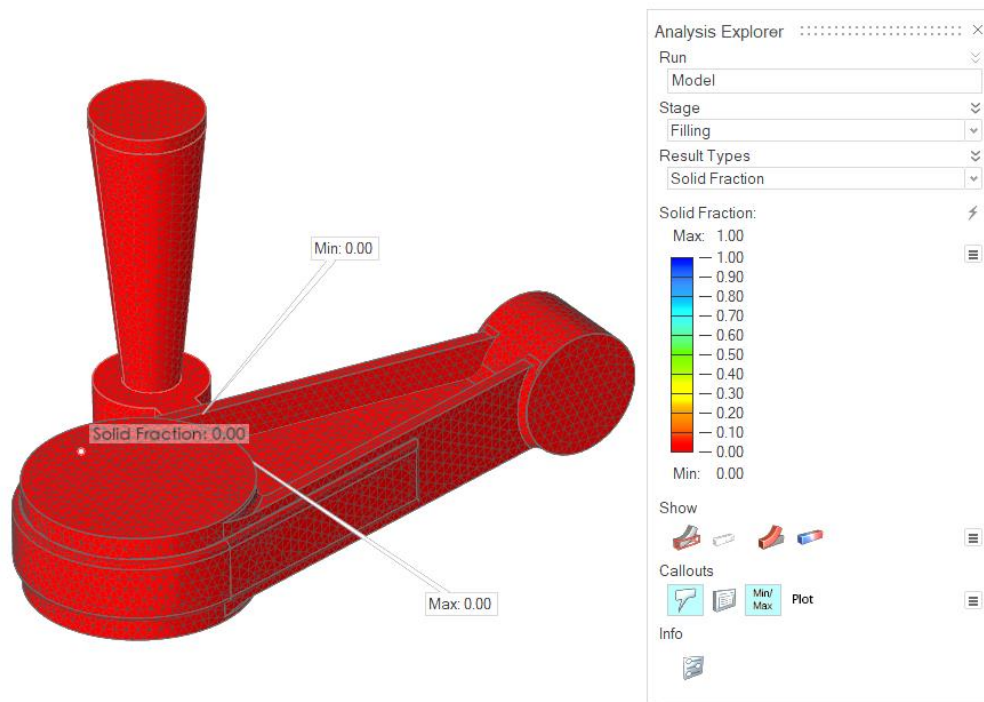 Min: 0.00
Solid Fraction: 0.00
Max: 0.00
Analysis Explorer
Run
Model
Stage
Filling
Result Types
Solid Fraction
Solid Fraction:
Max: 1.00
1.00
0.90
0.80
0.70
0.60
0.50
0.40
0.30
0.20
0.10
0.00
Min: 0.00
Show
Callouts
Min/
Max
Plot
Info